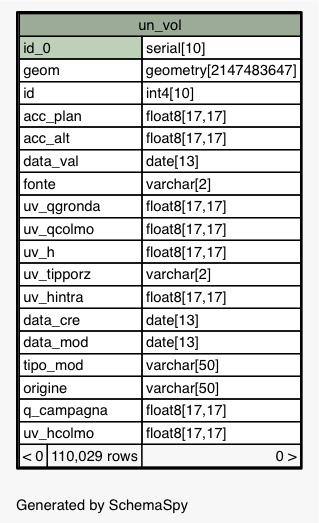 un_vol
id_0 serial[10]
geom geometry[2147483647]
id int4[10]
acc_plan float8[17,17]
acc_alt float8[17,17]
data_val date[13]
fonte varchar[2]
uv_qgronda float8[17,17]
uv_qcolmo float8[17,17]
uv_h float8[17,17]
uv_tipporz varchar[2]
uv_hintra float8[17,17]
data_cre date[13]
data_mod date[13]
tipo_mod varchar[50]
origine varchar[50]
q_campagna float8[17,17]
uv_hcolmo float8[17,17]
< 0 110,029 rows 0 >
Generated by SchemaSpy